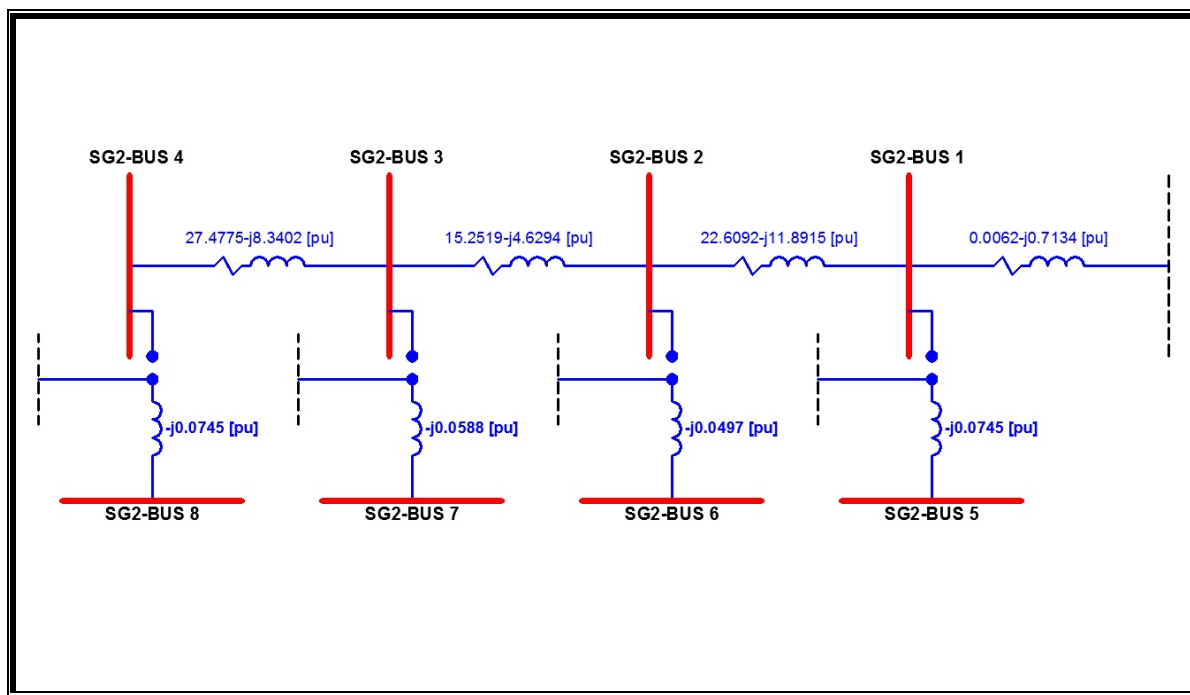 SG2-BUS 4
SG2-BUS 3
SG2-BUS 2
SG2-BUS 1
27.4775-j8.3402 [pu]
15.2519-j4.6294 [pu]
22.6092-j11.8915 [pu]
0.0062-j0.7134 [pu]
-j0.0745 [pu]
-j0.0588 [pu]
-j0.0497 [pu]
-j0.0745 [pu]
SG2-BUS 8
SG2-BUS 7
SG2-BUS 6
SG2-BUS 5